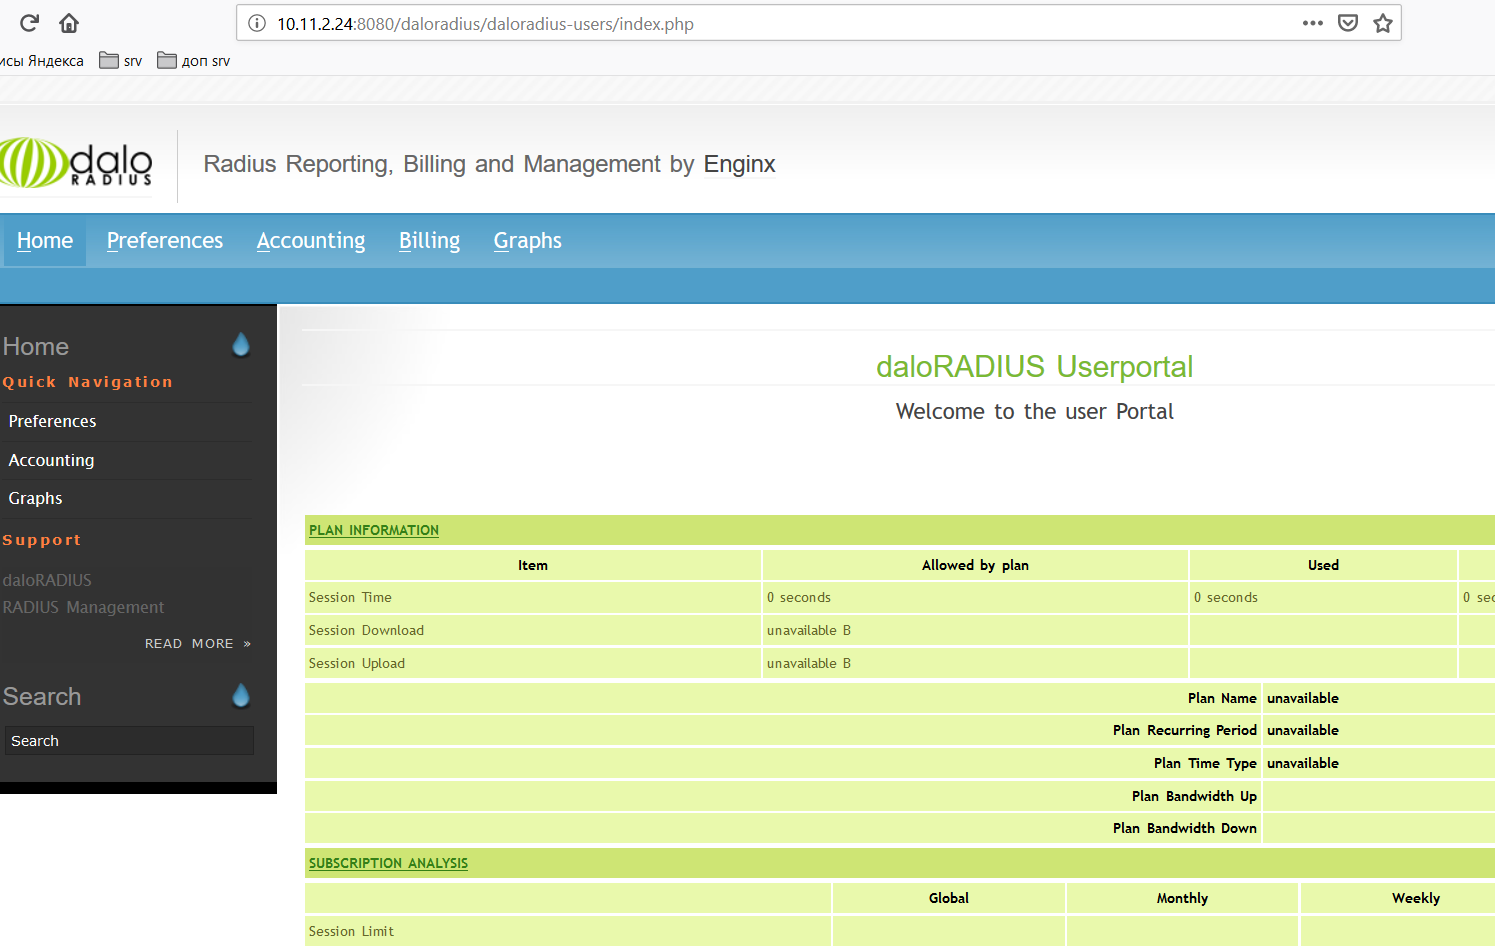 10.11.2.24:8080/daloradius/daloradius-users/index.php
исы Яндекса srv доп srv
dalo
RADIUS
Radius Reporting, Billing and Management by Enginx
Home Preferences Accounting Billing Graphs
Home
Quick Navigation
Preferences
Accounting
Graphs
Support
daloRADIUS
RADIUS Management
READ MORE »
Search
Search
daloRADIUS Userportal
Welcome to the user Portal
PLAN INFORMATION
Item Allowed by plan Used
Session Time 0 seconds 0 seconds 0 sec
Session Download unavailable B
Session Upload unavailable B
Plan Name unavailable
Plan Recurring Period unavailable
Plan Time Type unavailable
Plan Bandwidth Up
Plan Bandwidth Down
SUBSCRIPTION ANALYSIS
Global Monthly Weekly
Session Limit